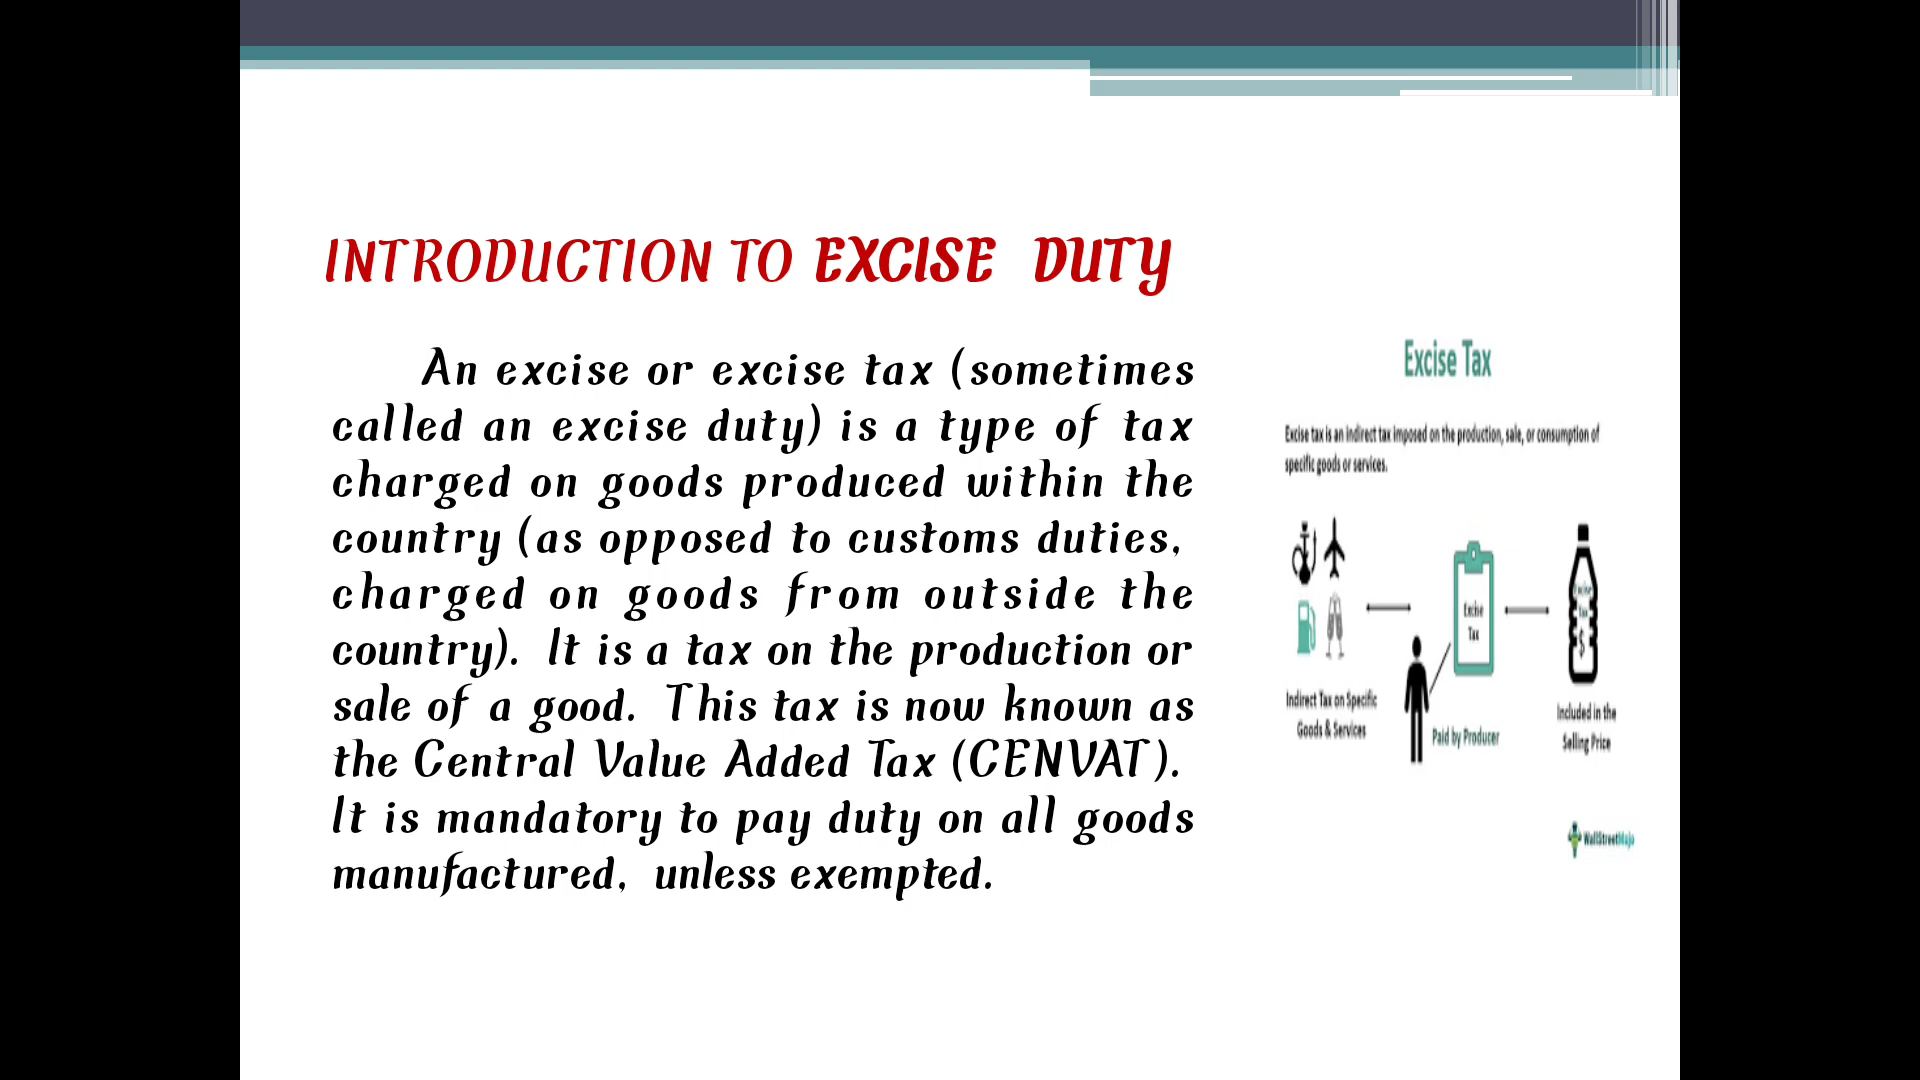 INTRODUCTION TO EXCISE DUTY
An excise or excise tax (sometimes
called an excise duty) is a type of tax
charged on goods produced within the
country (as opposed to customs duties,
charged on goods from outside the
country). It is a tax on the production or
sale of a good. This tax is now known as
the Central Value Added Tax (CENVAT).
It is mandatory to pay duty on all goods
manufactured, unless exempted.
Excise Tax
Excise tax is an indirect tax imposed on the production, sale, or consumption of
specific goods or services.
Excise
Tax
Excise
Tax
$
Indirect Tax on Specific
Goods & Services
Paid by Producer
Included in the
Selling Price
WallStreetMojo